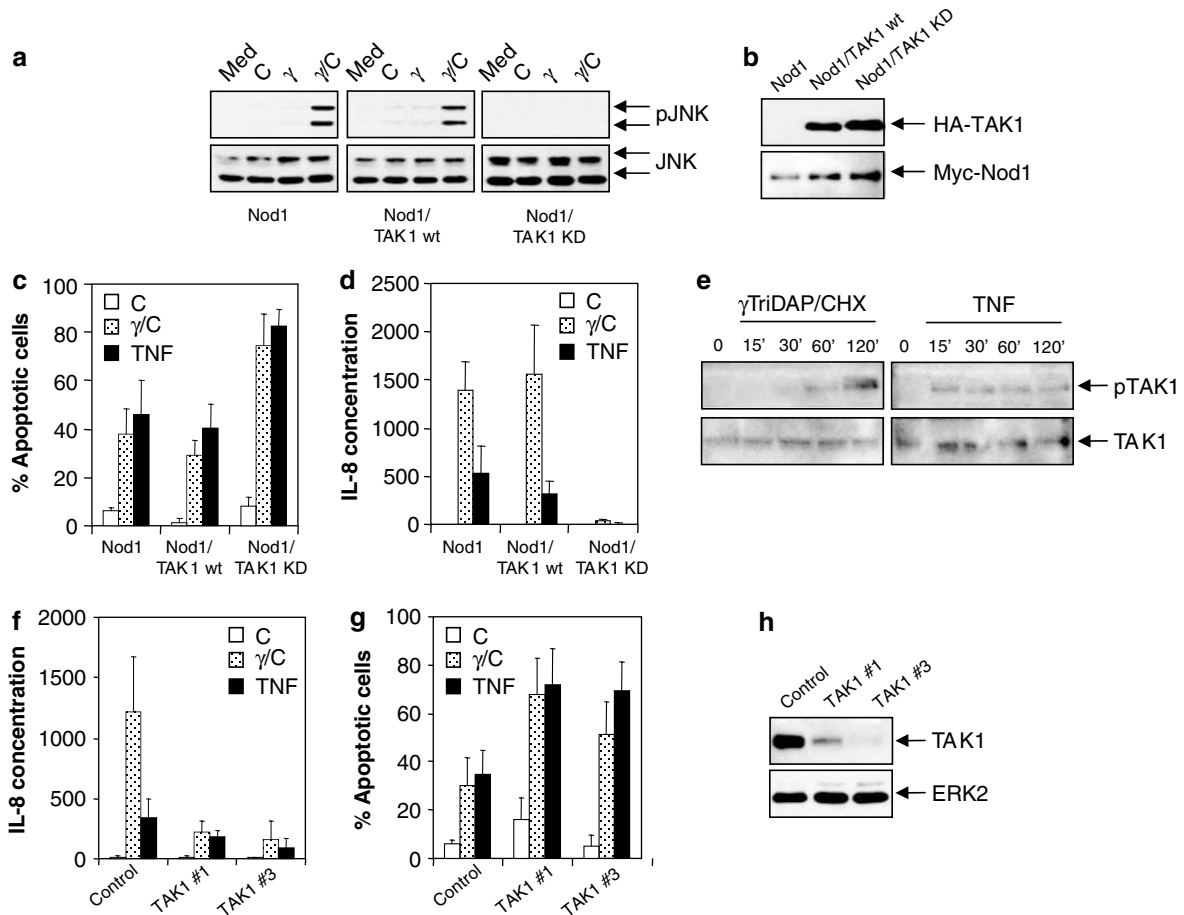 a
Med C γ γ/C Med C γ γ/C Med C γ γ/C
pJNK
JNK
Nod1
Nod1/
TAK1 wt
Nod1/
TAK1 KD
b
Nod1 Nod1/TAK1 wt Nod1/TAK1 KD
HA-TAK1
Myc-Nod1
c
% Apoptotic cells
100
80
60
40
20
0
C
γ/C
TNF
Nod1
Nod1/
TAK1 wt
Nod1/
TAK1 KD
d
IL-8 concentration
2500
2000
1500
1000
500
0
C
γ/C
TNF
Nod1
Nod1/
TAK1 wt
Nod1/
TAK1 KD
e
γTriDAP/CHX TNF
0 15' 30' 60' 120' 0 15' 30' 60' 120'
pTAK1
TAK1
f
IL-8 concentration
2000
1500
1000
500
0
C
γ/C
TNF
Control
TAK1 #1
TAK1 #3
g
% Apoptotic cells
100
80
60
40
20
0
C
γ/C
TNF
Control
TAK1 #1
TAK1 #3
h
Control TAK1 #1 TAK1 #3
TAK1
ERK2